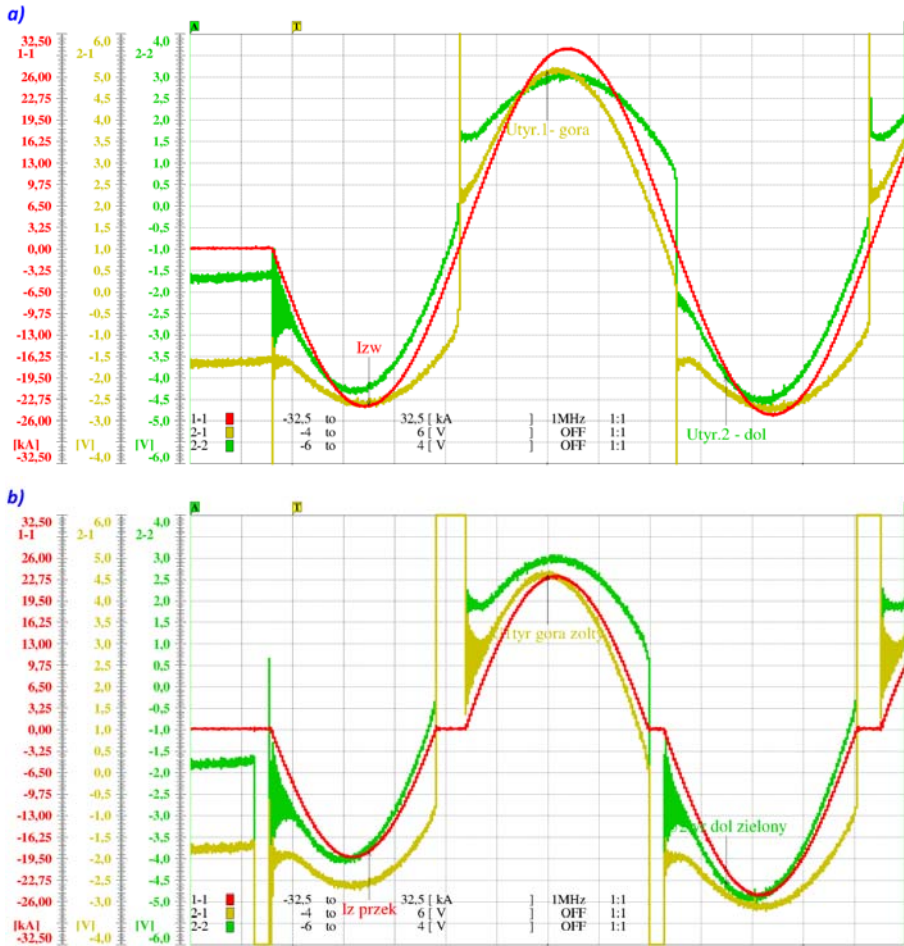 a)
A T
32,50 6,0 4,0
1-1 2-1 2-2
26,00 5,0 3,0
22,75 4,5 2,5
19,50 4,0 2,0
16,25 3,5 1,5
13,00 3,0 1,0
9,75 2,5 0,5
6,50 2,0 0,0
3,25 1,5 -0,5
0,00 1,0 -1,0
-3,25 0,5 -1,5
-6,50 0,0 -2,0
-9,75 -0,5 -2,5
-13,00 -1,0 -3,0
-16,25 -1,5 -3,5
-19,50 -2,0 -4,0
-22,75 -2,5 -4,5
-26,00 -3,0 -5,0
[kA] [V] [V]
-32,50 -4,0 -6,0
Utyr.1- gora
Izw
Utyr.2 - dol
1-1 -32,5 to 32,5 [ kA ] 1MHz 1:1
2-1 -4 to 6 [ V ] OFF 1:1
2-2 -6 to 4 [ V ] OFF 1:1
b)
A T
32,50 6,0 4,0
1-1 2-1 2-2
26,00 5,0 3,0
22,75 4,5 2,5
19,50 4,0 2,0
16,25 3,5 1,5
13,00 3,0 1,0
9,75 2,5 0,5
6,50 2,0 0,0
3,25 1,5 -0,5
0,00 1,0 -1,0
-3,25 0,5 -1,5
-6,50 0,0 -2,0
-9,75 -0,5 -2,5
-13,00 -1,0 -3,0
-16,25 -1,5 -3,5
-19,50 -2,0 -4,0
-22,75 -2,5 -4,5
-26,00 -3,0 -5,0
[kA] [V] [V]
-32,50 -4,0 -6,0
gora zolty
dol zielony
Iz przek
1-1 -32,5 to 32,5 [ kA ] 1MHz 1:1
2-1 -4 to 6 [ V ] OFF 1:1
2-2 -6 to 4 [ V ] OFF 1:1